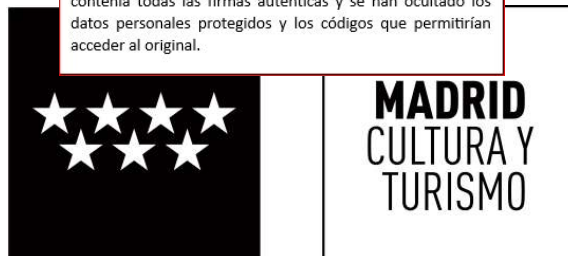 contenía todas las firmas auténticas y se han ocultado los
datos personales protegidos y los códigos que permitirían
acceder al original.
MADRID
CULTURA Y
TURISMO